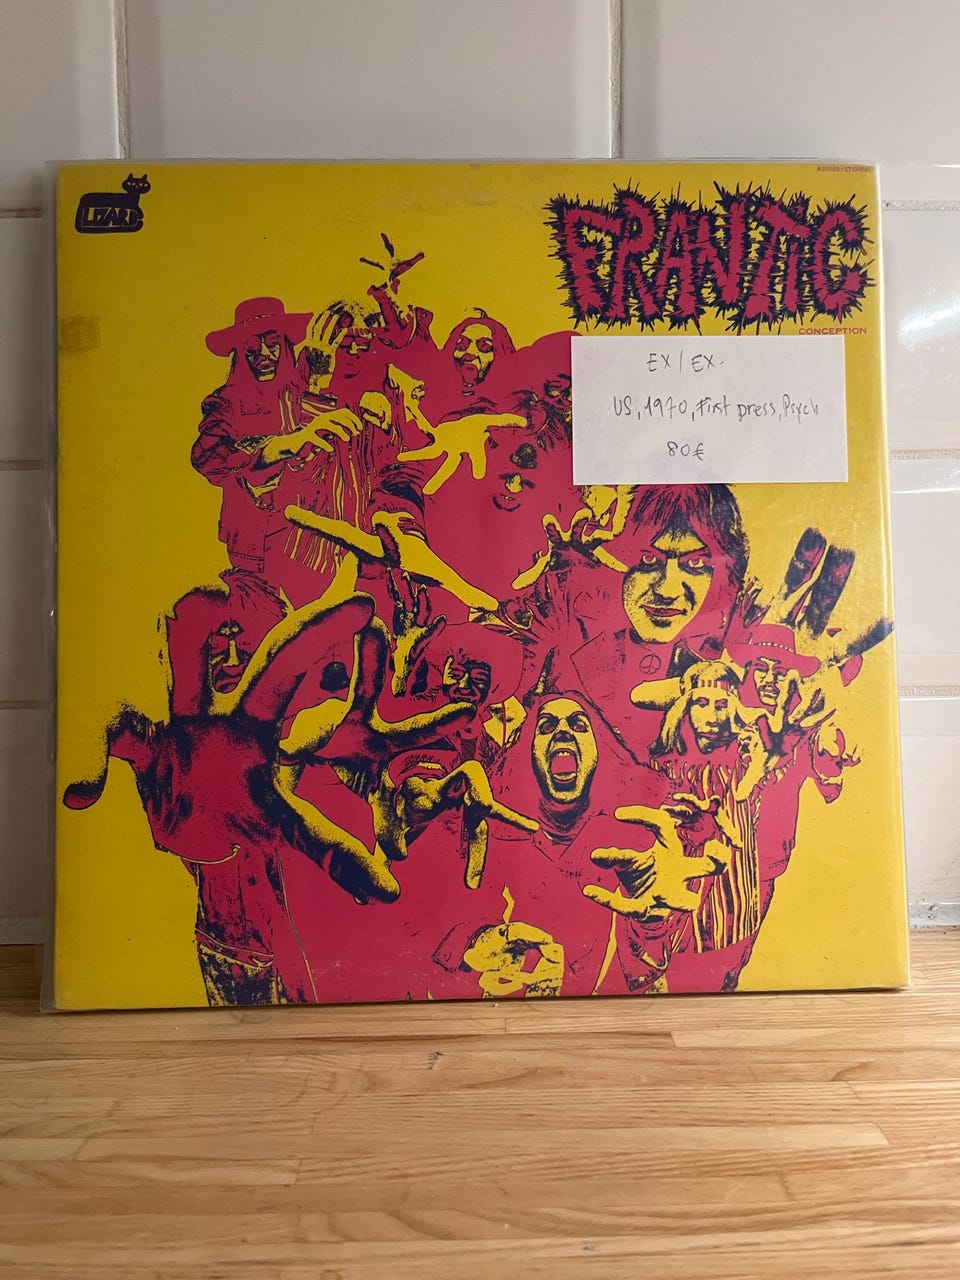 LIZARD
A20103 / STEREO
FRANTIC
CONCEPTION
EX / EX-
US, 1970, First press, Psych
80€